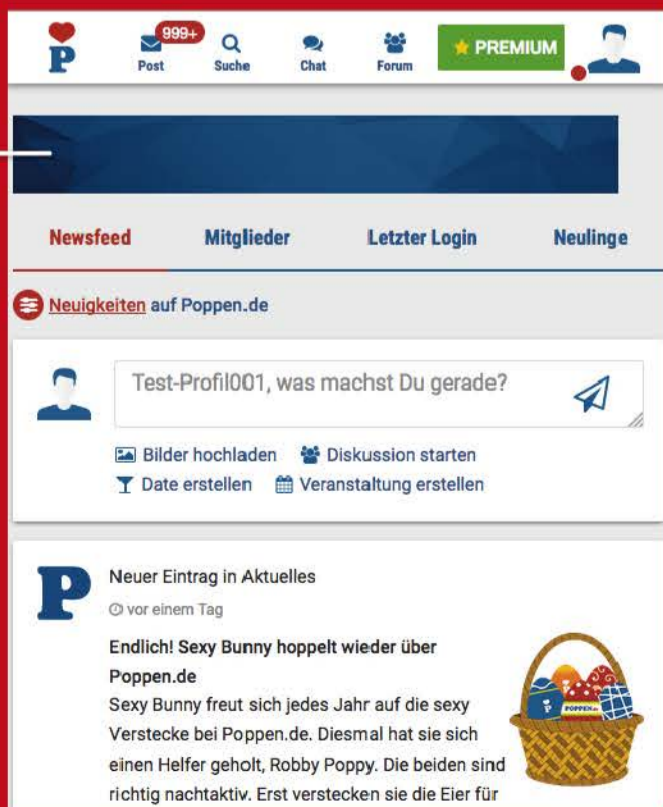 P
999+
Post
Suche
Chat
Forum
PREMIUM
Newsfeed
Mitglieder
Letzter Login
Neulinge
Neuigkeiten auf Poppen.de
Test-Profil001, was machst Du gerade?
Bilder hochladen
Diskussion starten
Date erstellen
Veranstaltung erstellen
P
Neuer Eintrag in Aktuelles
vor einem Tag
Endlich! Sexy Bunny hoppelt wieder über
Poppen.de
Sexy Bunny freut sich jedes Jahr auf die sexy
Verstecke bei Poppen.de. Diesmal hat sie sich
einen Helfer geholt, Robby Poppy. Die beiden sind
richtig nachtaktiv. Erst verstecken sie die Eier für
POPPEN.de